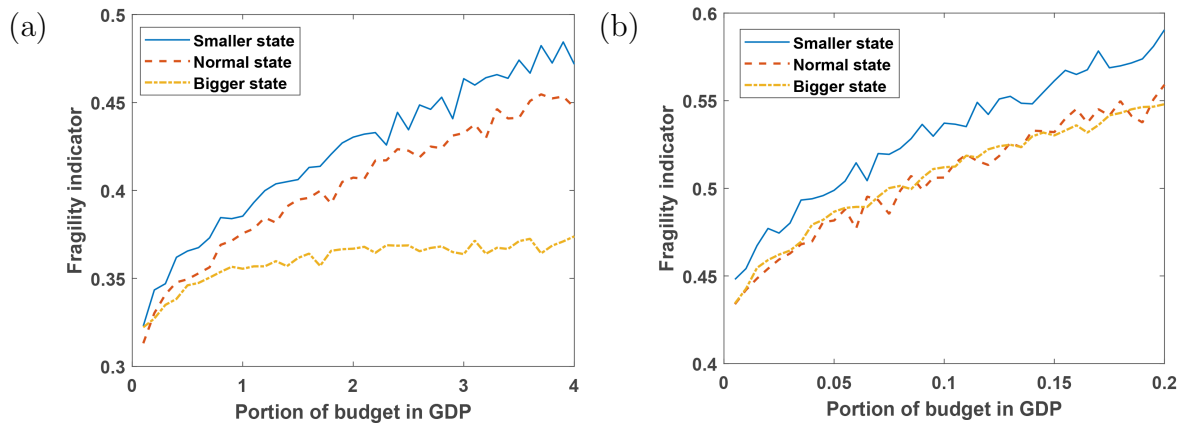 (a)
Fragility indicator
0.5
0.45
0.4
0.35
0.3
Smaller state
Normal state
Bigger state
0 1 2 3 4
Portion of budget in GDP
(b)
Fragility indicator
0.6
0.55
0.5
0.45
0.4
Smaller state
Normal state
Bigger state
0 0.05 0.1 0.15 0.2
Portion of budget in GDP